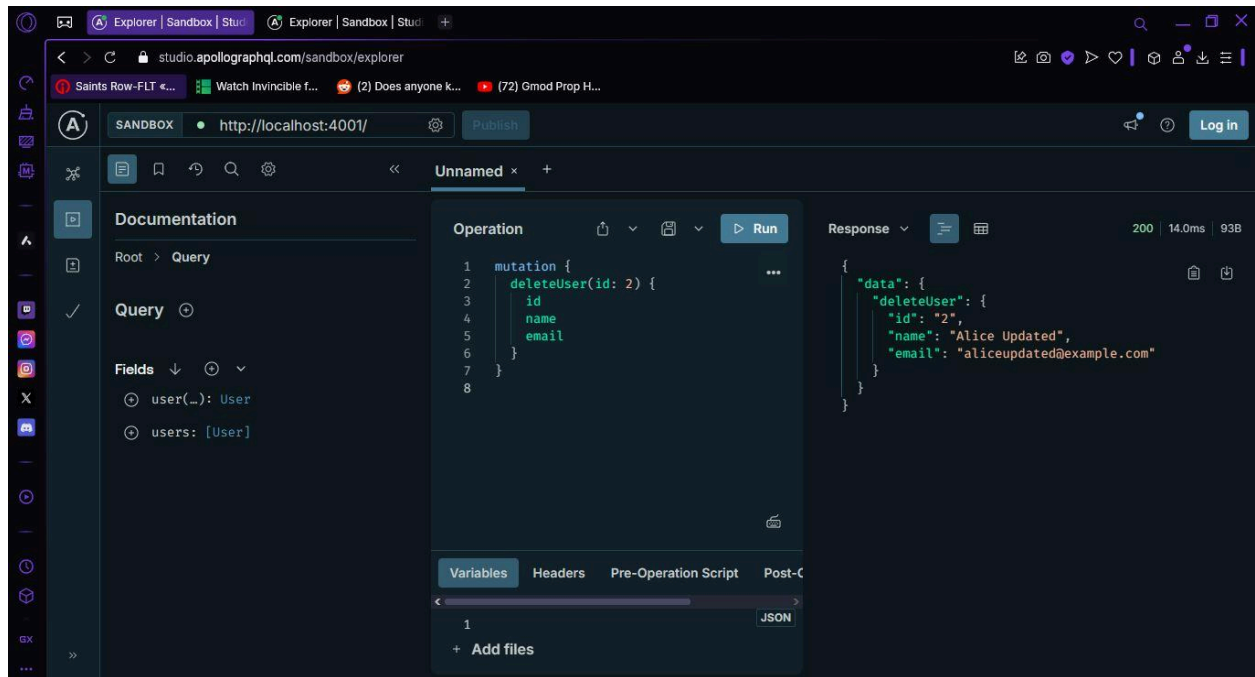 Explorer | Sandbox | Stud
Explorer | Sandbox | Studi
studio.apollographql.com/sandbox/explorer
Saints Row-FLT «...
Watch Invincible f...
(2) Does anyone k...
(72) Gmod Prop H...
SANDBOX
http://localhost:4001/
Publish
Log in
Unnamed
Documentation
Root > Query
Query
Fields
user(…): User
users: [User]
Operation
Run
1 mutation {
2 deleteUser(id: 2) {
3 id
4 name
5 email
6 }
7 }
8
Variables
Headers
Pre-Operation Script
Post-O
1
JSON
+ Add files
Response
200
14.0ms
93B
{
"data": {
"deleteUser": {
"id": "2",
"name": "Alice Updated",
"email": "aliceupdated@example.com"
}
}
}
GX